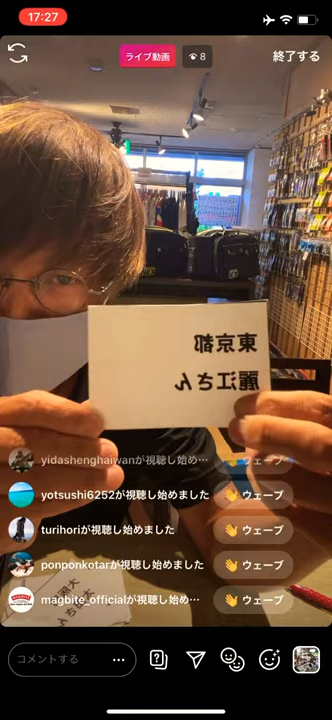 17:27
ライブ動画
8
終了する
東京都
麗江さん
yidashenghaiwanが視聴し始め…
ウェーブ
yotsushi6252が視聴し始めました
ウェーブ
turihoriが視聴し始めました
ウェーブ
ponponkotarが視聴し始めました
ウェーブ
magbite_officialが視聴し始め…
ウェーブ
コメントする